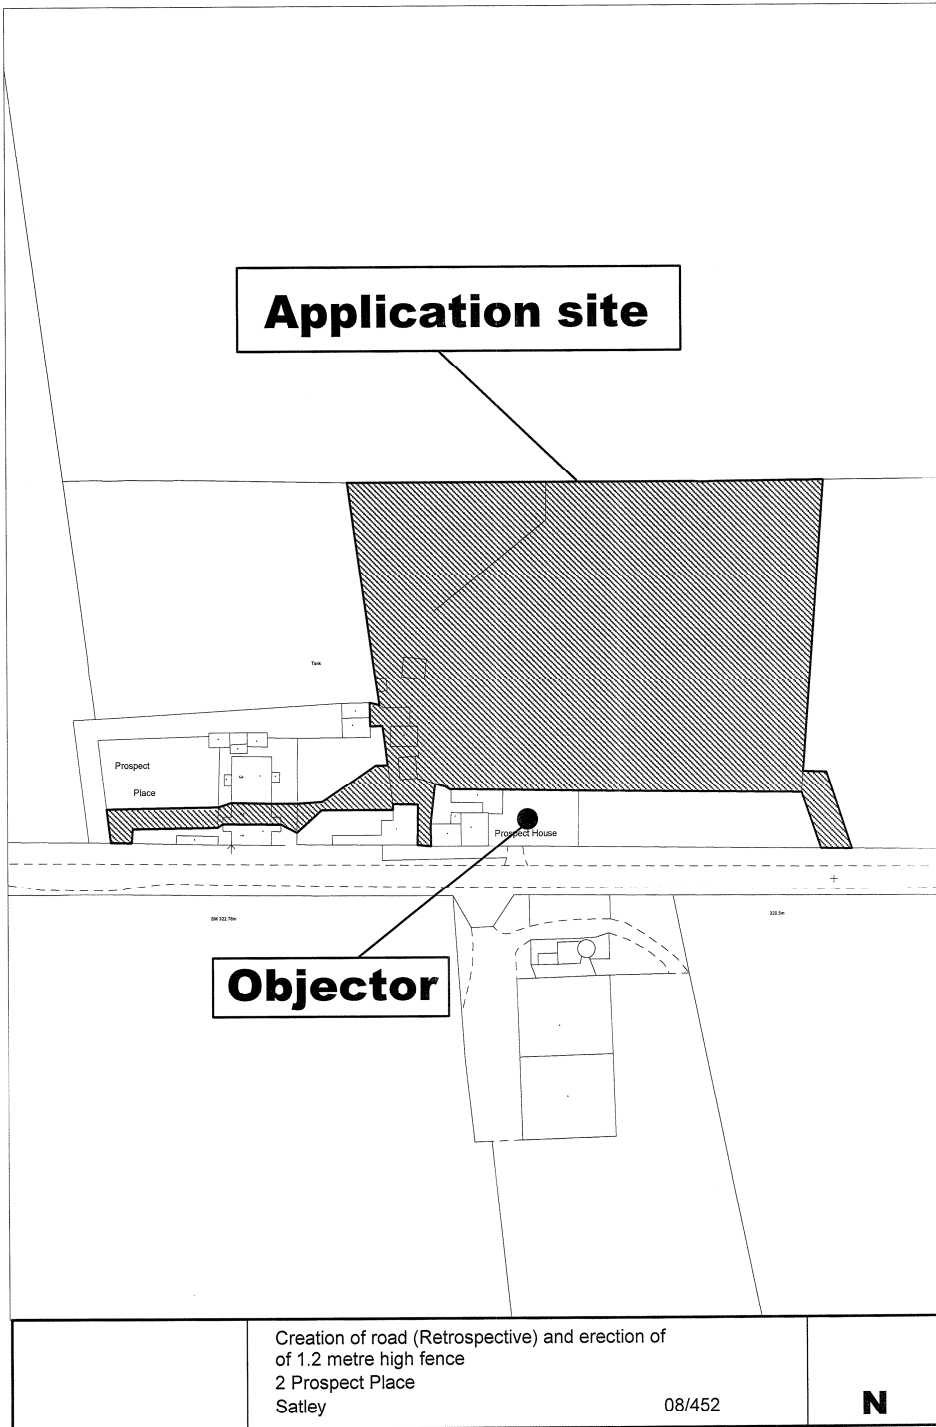 Application site
Tank
Prospect
Place
Prospect House
BM 322.76m
320.5m
Objector
Creation of road (Retrospective) and erection of
of 1.2 metre high fence
2 Prospect Place
Satley 08/452
N